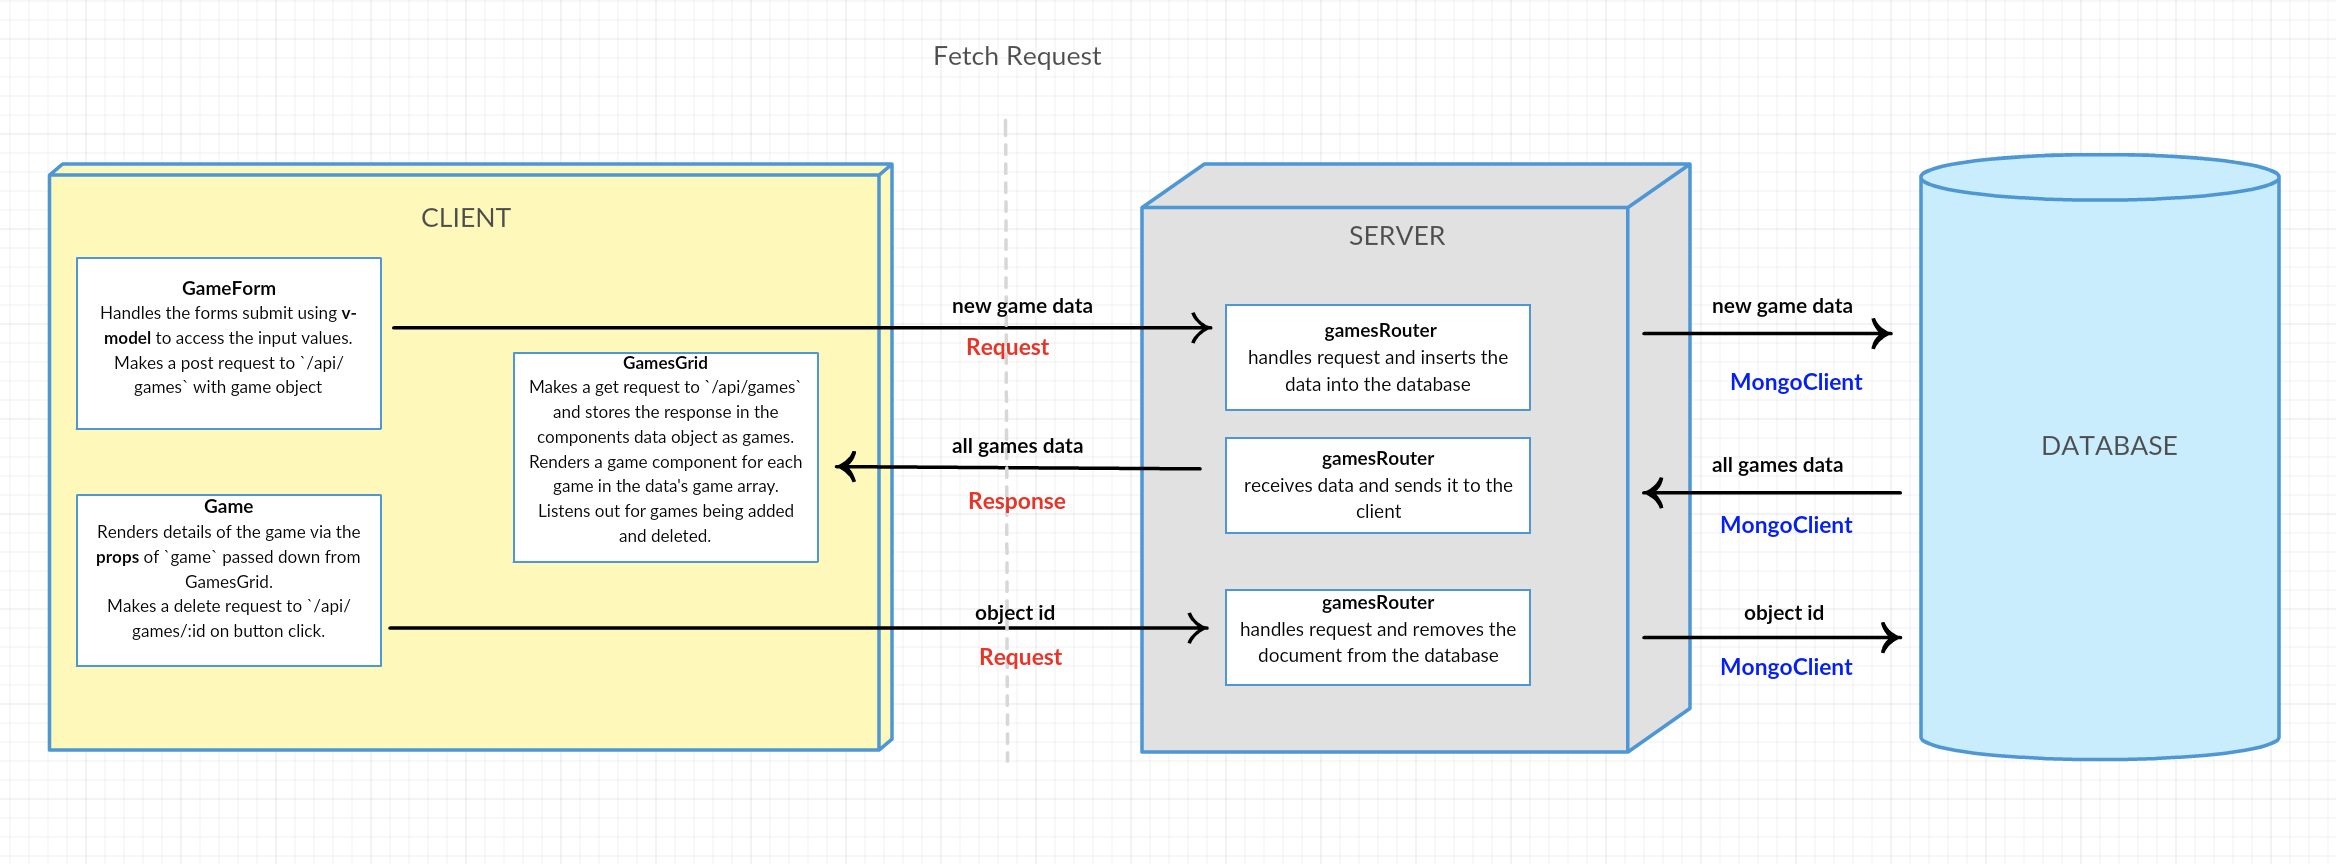 Fetch Request
CLIENT
GameForm
Handles the forms submit using v-
model to access the input values.
Makes a post request to `/api/
games` with game object
GamesGrid
Makes a get request to `/api/games`
and stores the response in the
components data object as games.
Renders a game component for each
game in the data's game array.
Listens out for games being added
and deleted.
Game
Renders details of the game via the
props of `game` passed down from
GamesGrid.
Makes a delete request to `/api/
games/:id on button click.
new game data
Request
all games data
Response
object id
Request
SERVER
gamesRouter
handles request and inserts the
data into the database
gamesRouter
receives data and sends it to the
client
gamesRouter
handles request and removes the
document from the database
new game data
MongoClient
all games data
MongoClient
object id
MongoClient
DATABASE